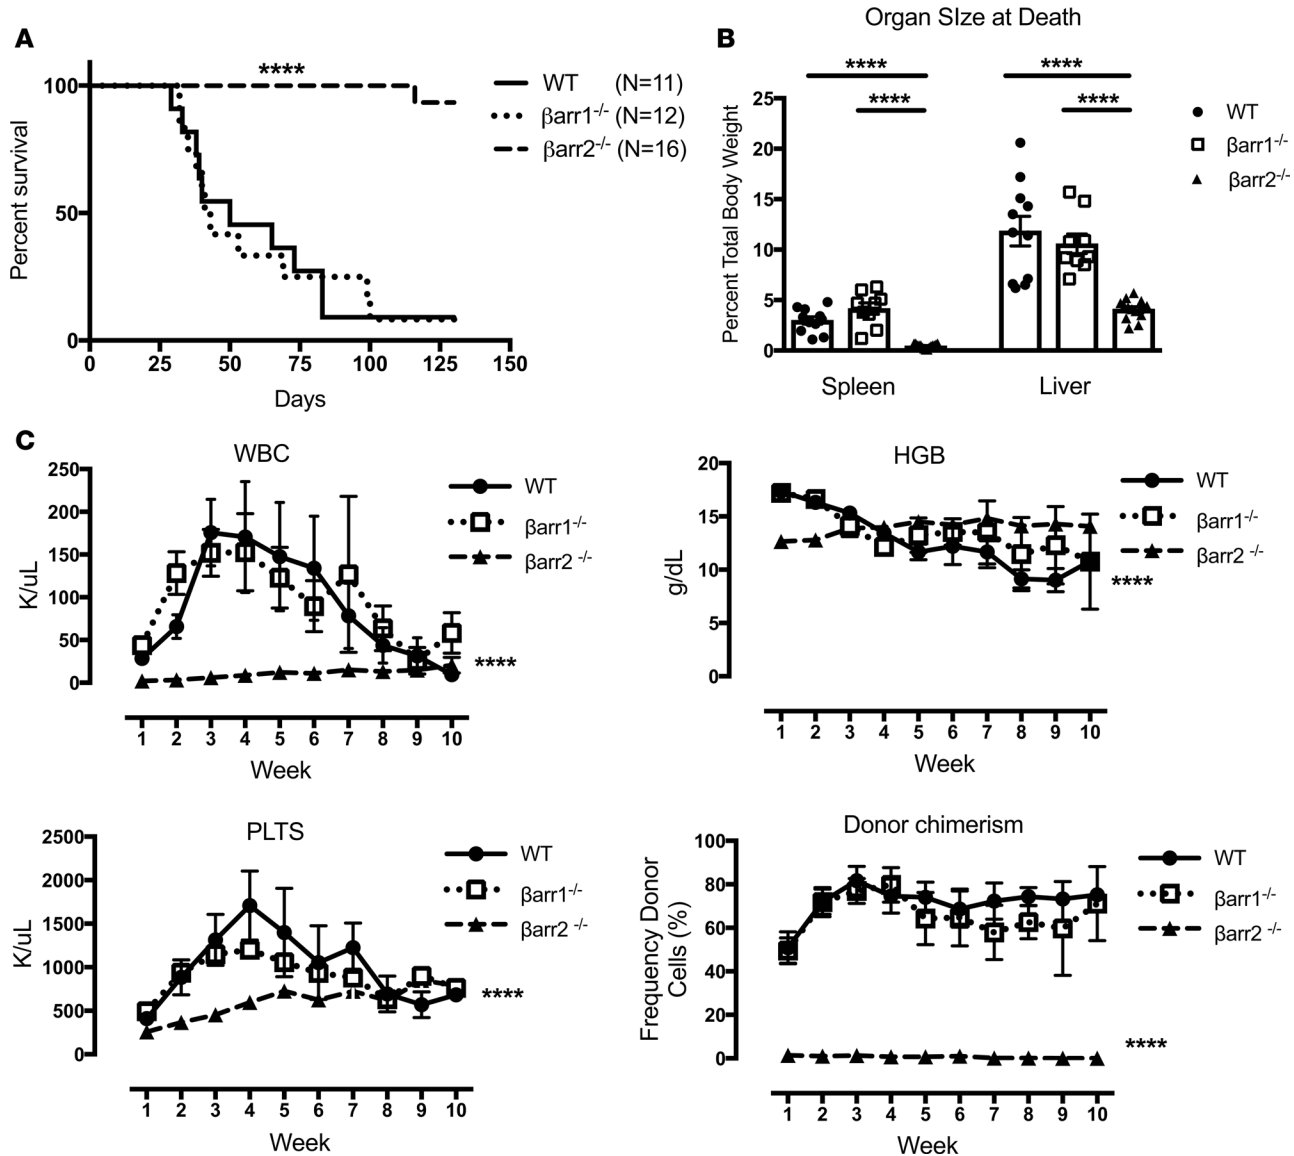 A
Percent survival
100
50
0
0 25 50 75 100 125 150
Days
****
WT (N=11)
βarr1-/- (N=12)
βarr2-/- (N=16)
B
Organ SIze at Death
Percent Total Body Weight
25
20
15
10
5
0
**** ****
**** ****
Spleen Liver
WT
βarr1-/-
βarr2-/-
C
WBC
K/uL
250
200
150
100
50
0
1 2 3 4 5 6 7 8 9 10
Week
WT
βarr1-/-
βarr2 -/-
****
HGB
g/dL
20
15
10
5
0
1 2 3 4 5 6 7 8 9 10
Week
WT
βarr1-/-
βarr2 -/-
****
PLTS
K/uL
2500
2000
1500
1000
500
0
1 2 3 4 5 6 7 8 9 10
Week
WT
βarr1-/-
βarr2 -/-
****
Donor chimerism
Frequency Donor
Cells (%)
100
80
60
40
20
0
1 2 3 4 5 6 7 8 9 10
Week
WT
βarr1-/-
βarr2 -/-
****